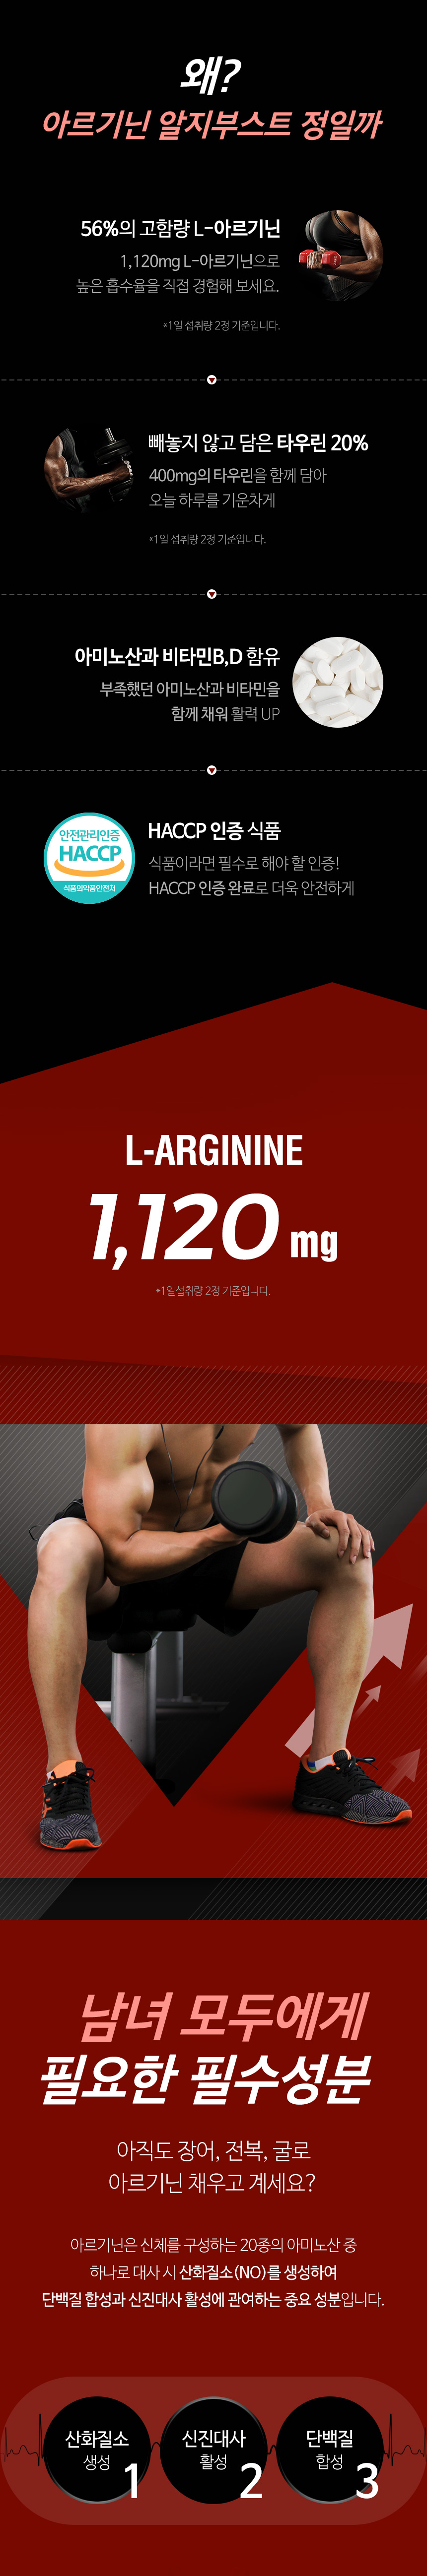 왜?
아르기닌 알지부스트 정일까
56%의 고함량 L-아르기닌
1,120mg L-아르기닌으로
높은 흡수율을 직접 경험해 보세요.
*1일 섭취량 2정 기준입니다.
빼놓지 않고 담은 타우린 20%
400mg의 타우린을 함께 담아
오늘 하루를 기운차게
*1일 섭취량 2정 기준입니다.
아미노산과 비타민B,D 함유
부족했던 아미노산과 비타민을
함께 채워 활력 UP
안전관리인증
HACCP
식품의약품안전처
HACCP 인증 식품
식품이라면 필수로 해야 할 인증!
HACCP 인증 완료로 더욱 안전하게
L-ARGININE
1,120 mg
*1일섭취량 2정 기준입니다.
남녀 모두에게
필요한 필수성분
아직도 장어, 전복, 굴로
아르기닌 채우고 계세요?
아르기닌은 신체를 구성하는 20종의 아미노산 중
하나로 대사 시 산화질소(NO)를 생성하여
단백질 합성과 신진대사 활성에 관여하는 중요 성분입니다.
산화질소
생성
1
신진대사
활성
2
단백질
합성
3